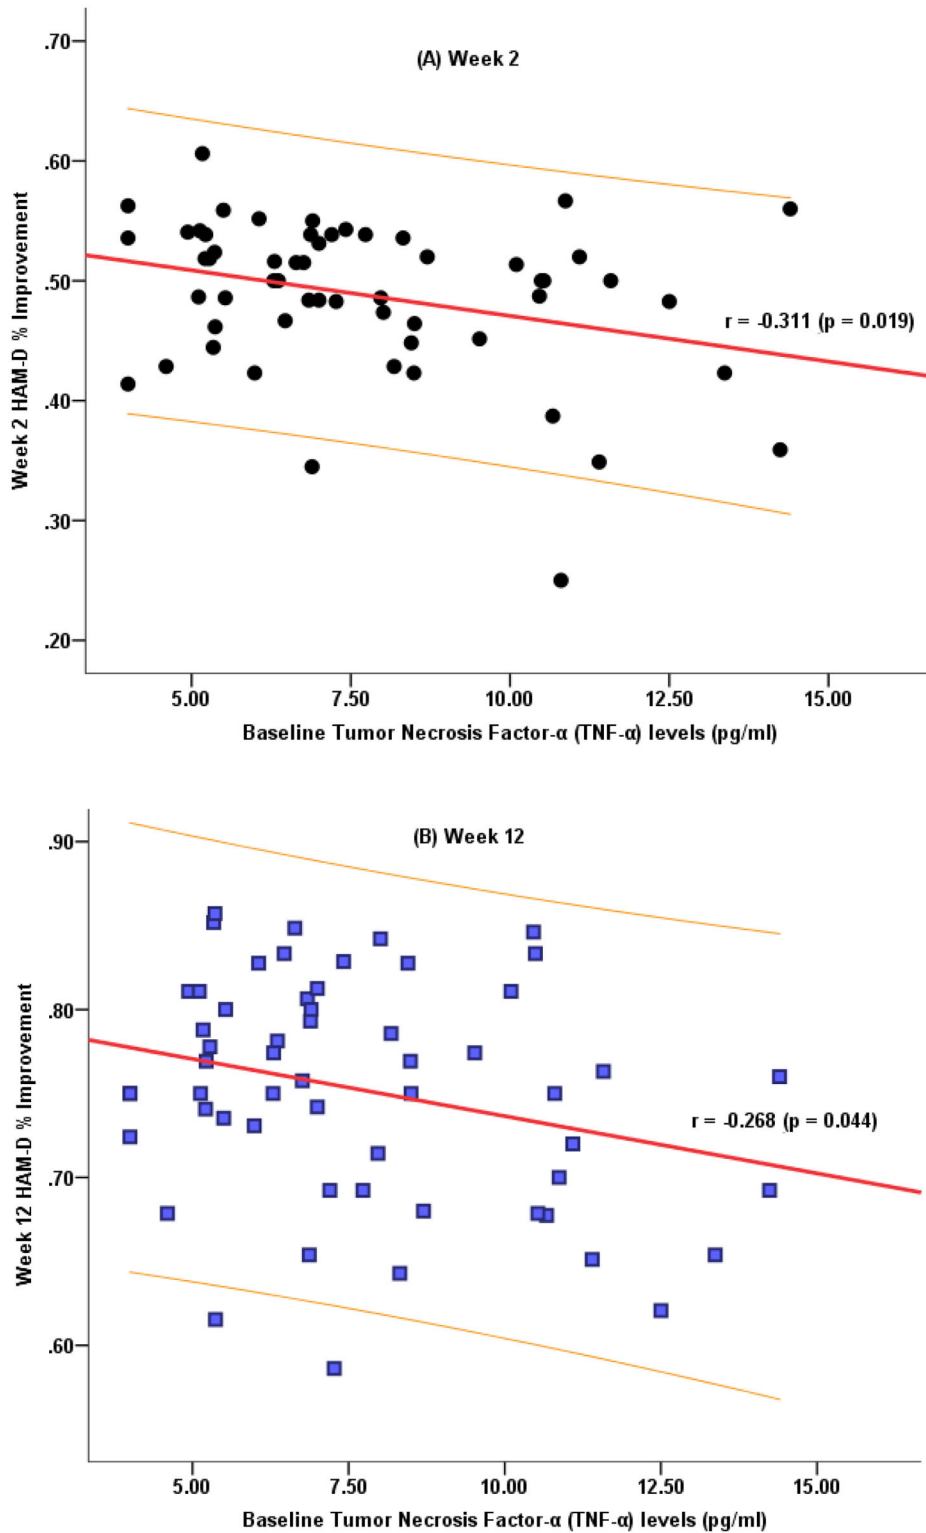 (A) Week 2
Week 2 HAM-D % Improvement
.70
.60
.50
.40
.30
.20
r = -0.311 (p = 0.019)
5.00 7.50 10.00 12.50 15.00
Baseline Tumor Necrosis Factor-α (TNF-α) levels (pg/ml)
(B) Week 12
Week 12 HAM-D % Improvement
.90
.80
.70
.60
r = -0.268 (p = 0.044)
5.00 7.50 10.00 12.50 15.00
Baseline Tumor Necrosis Factor-α (TNF-α) levels (pg/ml)